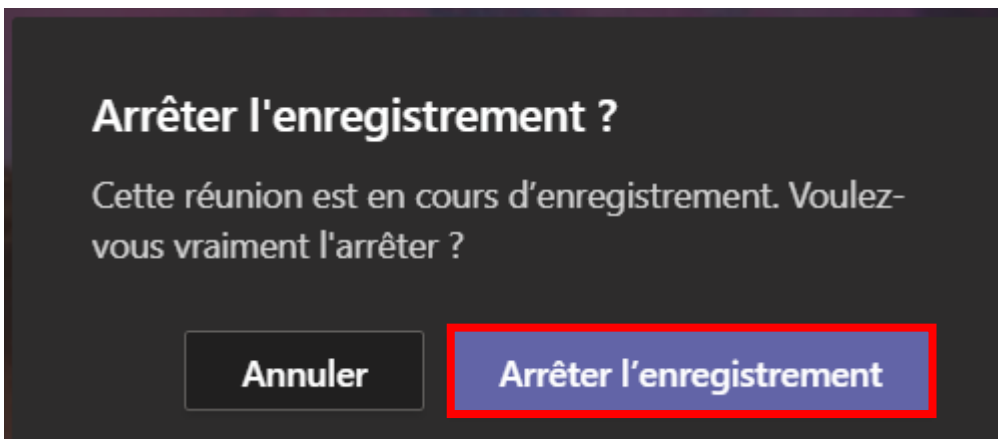 Arrêter l'enregistrement ?
Cette réunion est en cours d’enregistrement. Voulez-
vous vraiment l'arrêter ?
Annuler
Arrêter l’enregistrement